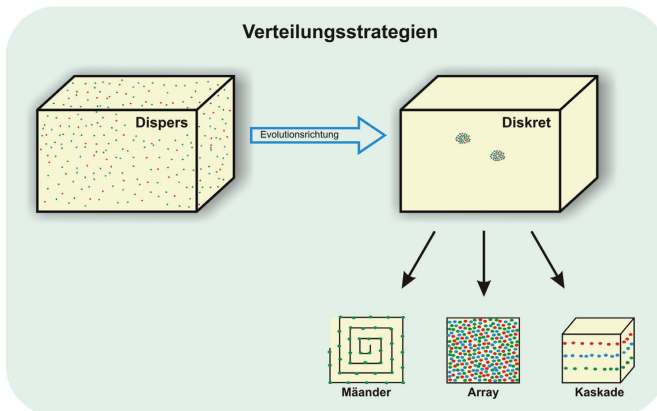 Verteilungsstrategien
Dispers
Evolutionsrichtung
Diskret
Mäander
Array
Kaskade